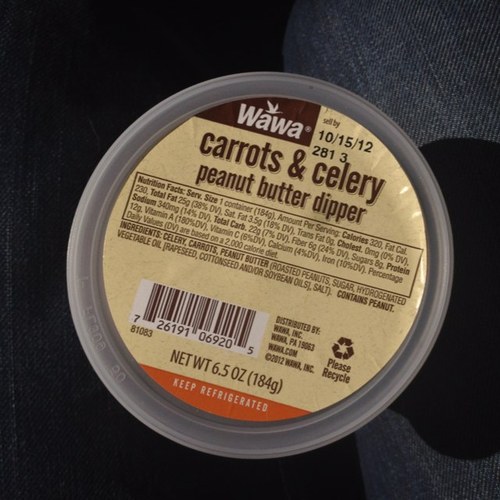 Wawa
sell by
10/15/12
281 3
carrots & celery
peanut butter dipper
Nutrition Facts: Serv. Size 1 container (184g), Amount Per Serving: Calories 320, Fat Cal.
230, Total Fat 25g (38% DV), Sat. Fat 3.5g (18% DV), Trans Fat 0g, Cholest. 0mg (0% DV),
Sodium 340mg (14% DV), Total Carb. 22g (7% DV), Fiber 6g (24% DV), Sugars 8g, Protein
12g, Vitamin A (180%DV), Vitamin C (6%DV), Calcium (4%DV), Iron (10%DV). Percentage
Daily Values (DV) are based on a 2,000 calorie diet.
INGREDIENTS: CELERY, CARROTS, PEANUT BUTTER (ROASTED PEANUTS, SUGAR, HYDROGENATED
VEGETABLE OIL [RAPESEED, COTTONSEED AND/OR SOYBEAN OILS], SALT). CONTAINS PEANUT.
7 26191 06920 5
81083
DISTRIBUTED BY:
WAWA, INC.
WAWA, PA 19063
WAWA.COM
©2012 WAWA, INC.
Please
Recycle
NET WT 6.5 OZ (184g)
KEEP REFRIGERATED